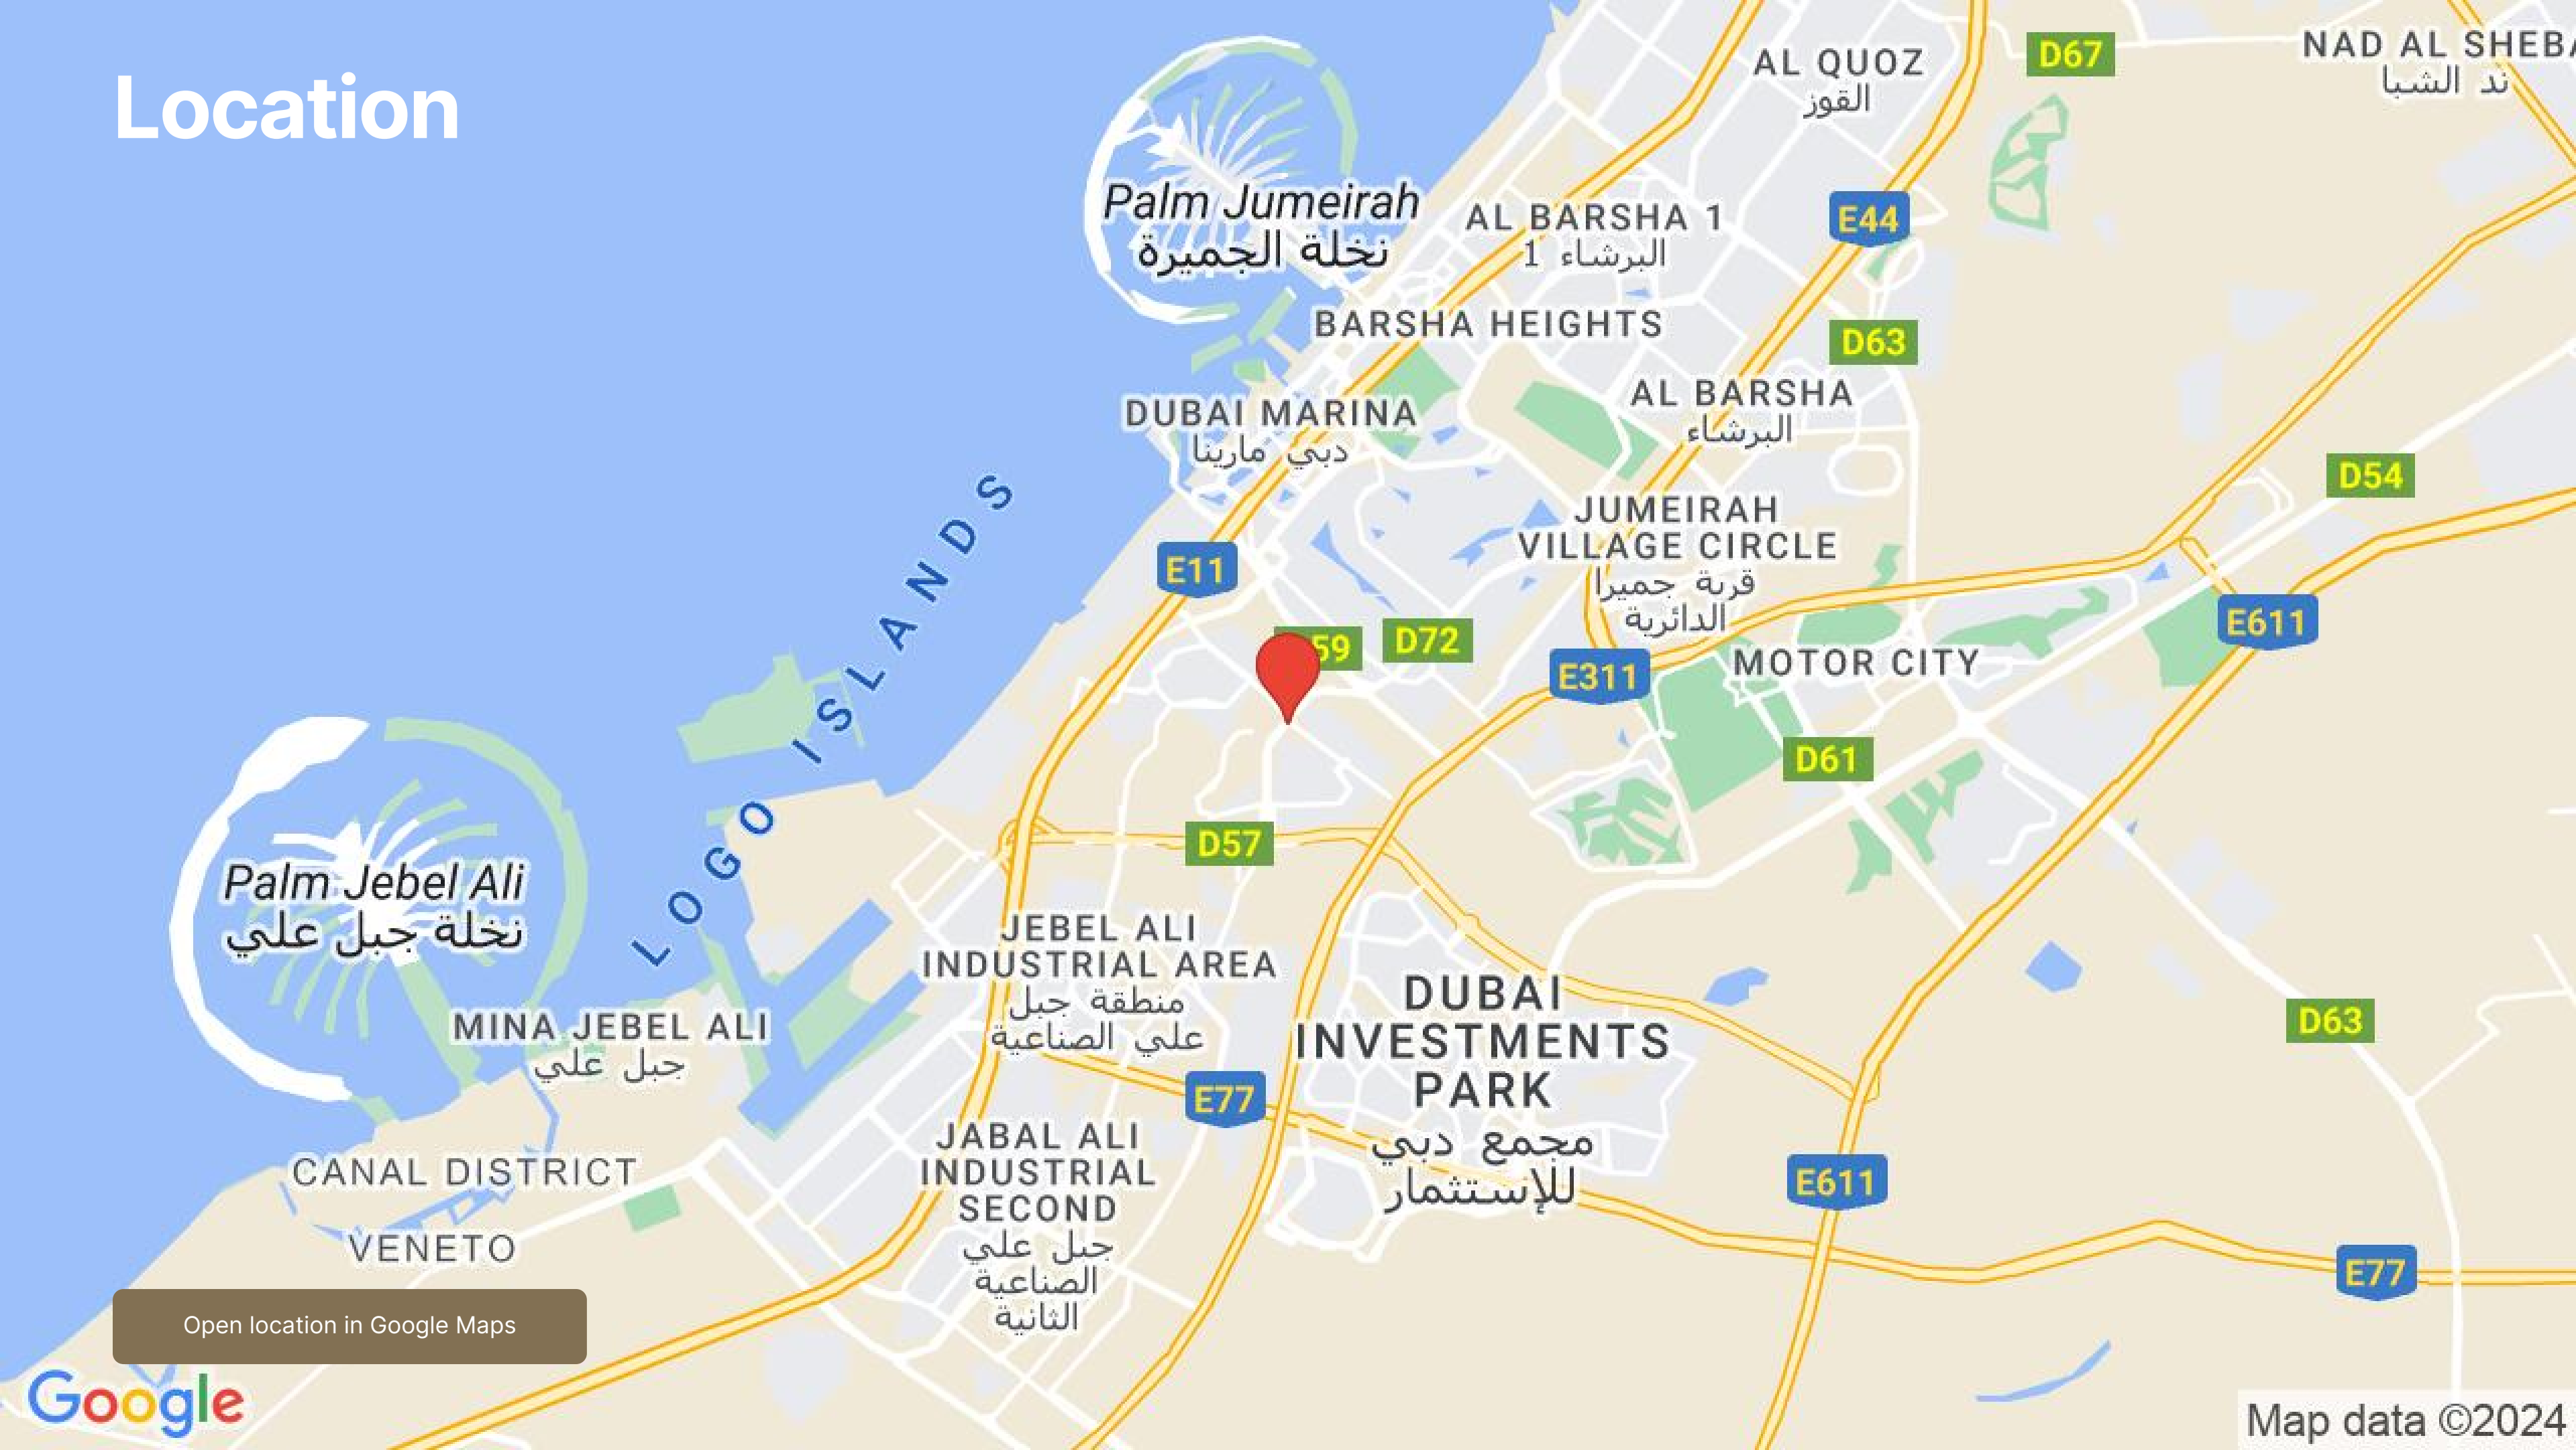 Location
AL QUOZ
القوز
D67
NAD AL SHEBA
ند الشبا
Palm Jumeirah
نخلة الجميرة
AL BARSHA 1
البرشاء 1
E44
BARSHA HEIGHTS
D63
AL BARSHA
البرشاء
DUBAI MARINA
دبي مارينا
D54
JUMEIRAH
VILLAGE CIRCLE
قرية جميرا
الدائرية
E11
LOGO ISLANDS
59
D72
E311
MOTOR CITY
E611
D61
D57
Palm Jebel Ali
نخلة جبل علي
JEBEL ALI
INDUSTRIAL AREA
منطقة جبل
علي الصناعية
DUBAI
INVESTMENTS
PARK
مجمع دبي
للإستثمار
MINA JEBEL ALI
جبل علي
D63
E77
JABAL ALI
INDUSTRIAL
SECOND
جبل علي
الصناعية
الثانية
CANAL DISTRICT
E611
VENETO
E77
Open location in Google Maps
Google
Map data ©2024